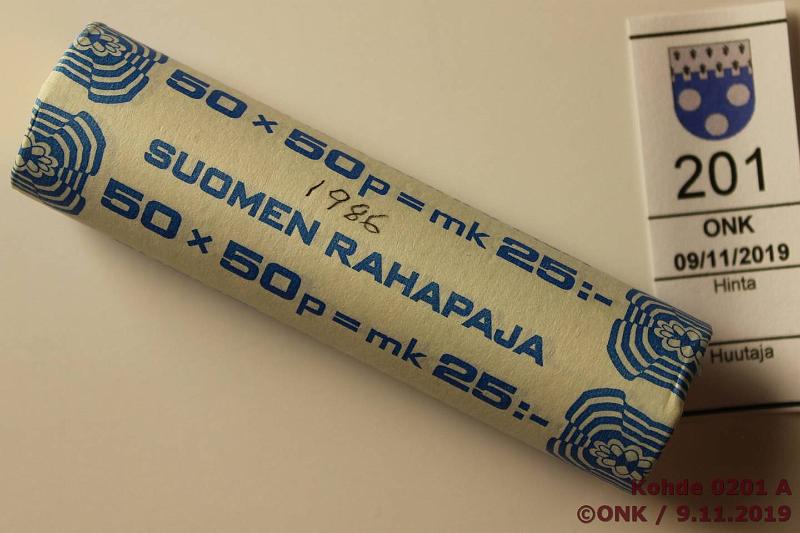 50 × 50p = mk 25:-
1986
SUOMEN RAHAPAJA
50 × 50p = mk 25:-
201
ONK
09/11/2019
Hinta
Huutaja
Kohde 0201 A
©ONK / 9.11.2019